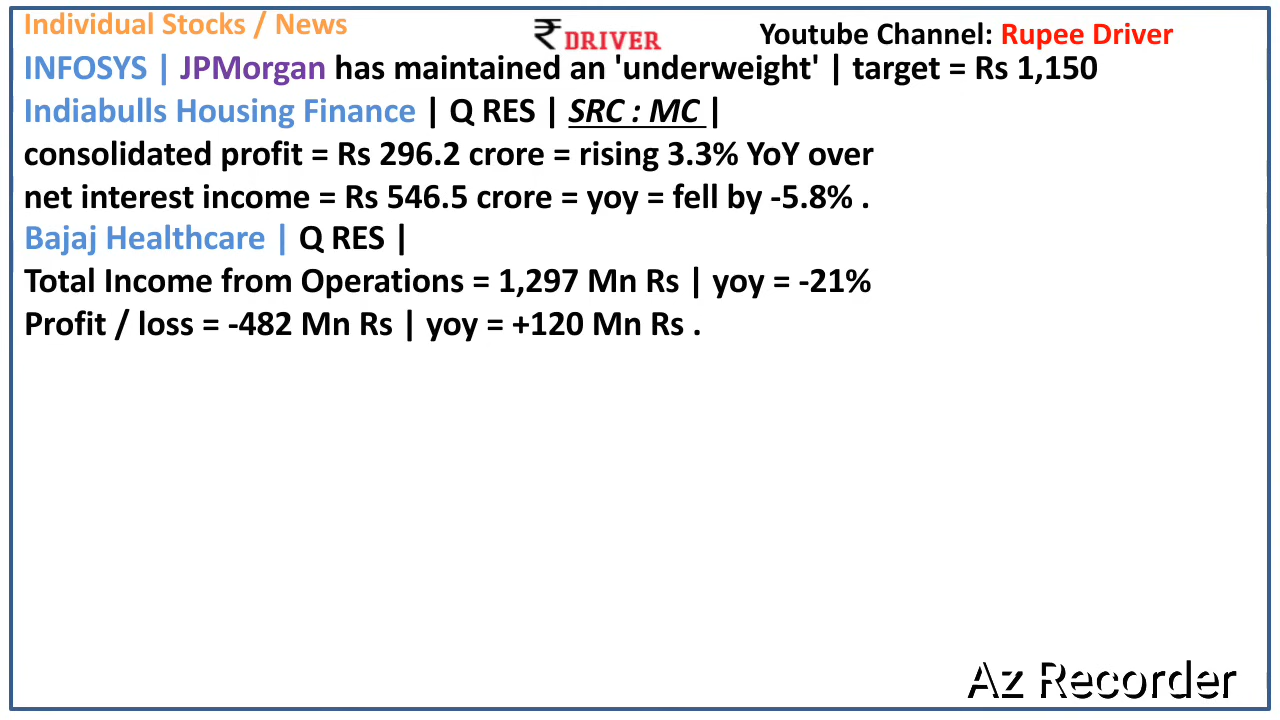 Individual Stocks / News
₹ DRIVER
Youtube Channel: Rupee Driver
INFOSYS | JPMorgan has maintained an 'underweight' | target = Rs 1,150
Indiabulls Housing Finance | Q RES | SRC : MC |
consolidated profit = Rs 296.2 crore = rising 3.3% YoY over
net interest income = Rs 546.5 crore = yoy = fell by -5.8% .
Bajaj Healthcare | Q RES |
Total Income from Operations = 1,297 Mn Rs | yoy = -21%
Profit / loss = -482 Mn Rs | yoy = +120 Mn Rs .
Az Recorder